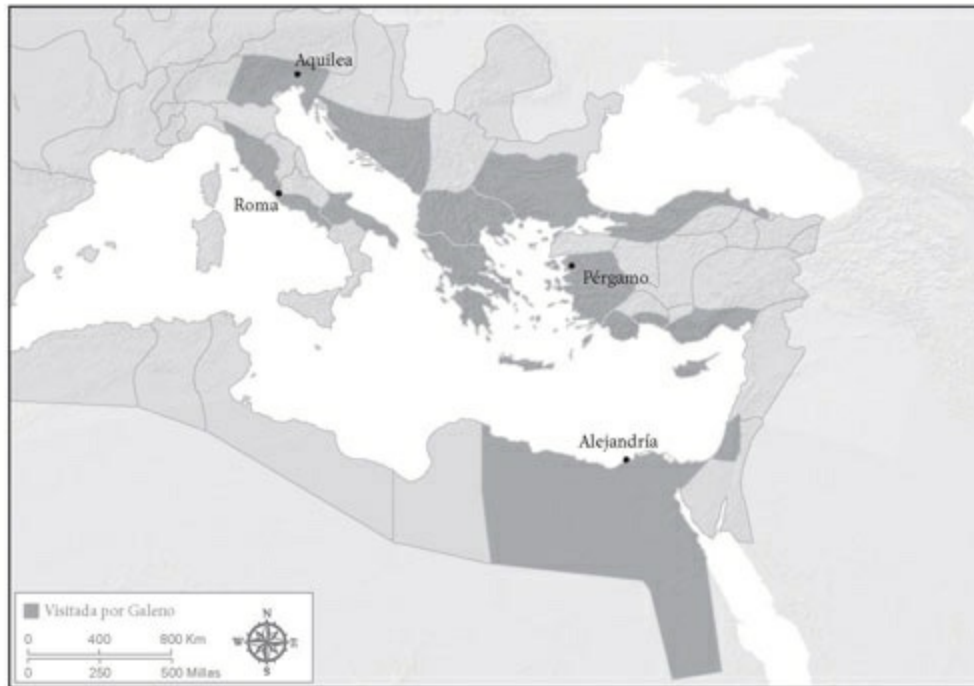 Aquilea
Roma
Pérgamo
Alejandría
Visitada por Galeno
0 400 800 Km
0 250 500 Millas
N
W E
S